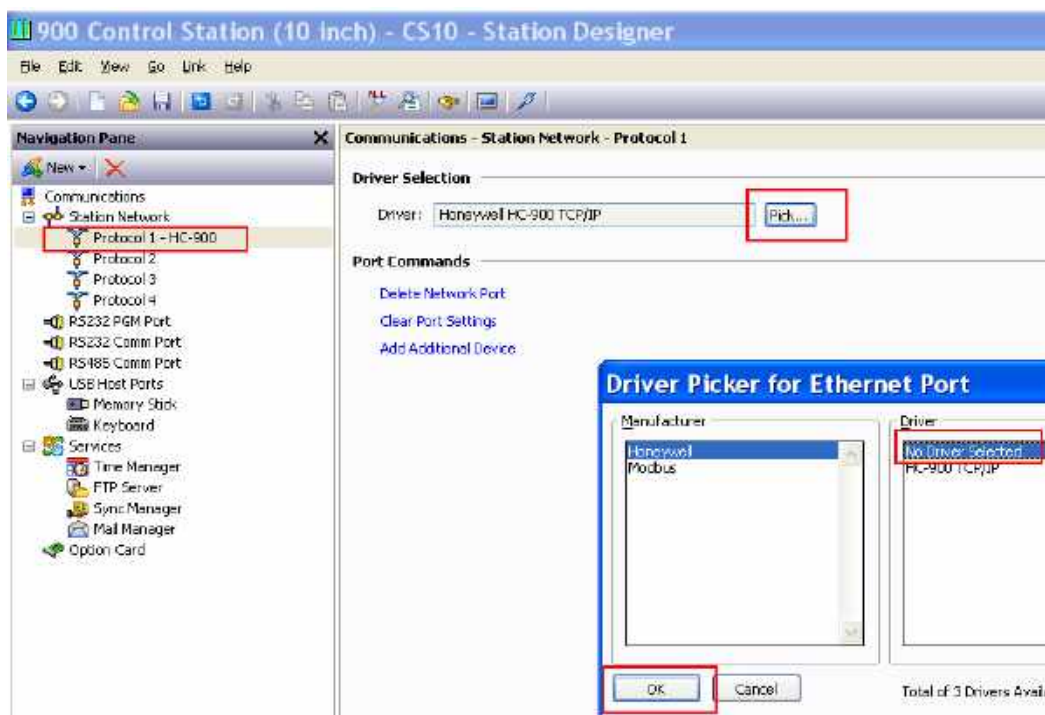 900 Control Station (10 inch) - CS10 - Station Designer
File Edit View Go Link Help
Navigation Pane
New
Communications
Station Network
Protocol 1 - HC-900
Protocol 2
Protocol 3
Protocol 4
RS232 PGM Port
RS232 Comm Port
RS485 Comm Port
USB Host Ports
Memory Stick
Keyboard
Services
Time Manager
FTP Server
Sync Manager
Mail Manager
Option Card
Communications - Station Network - Protocol 1
Driver Selection
Driver: Honeywell HC-900 TCP/IP
Pick...
Port Commands
Delete Network Port
Clear Port Settings
Add Additional Device
Driver Picker for Ethernet Port
Manufacturer
Honeywell
Modbus
Driver
No Driver Selected
HC-900 TCP/IP
OK
Cancel
Total of 3 Drivers Avail